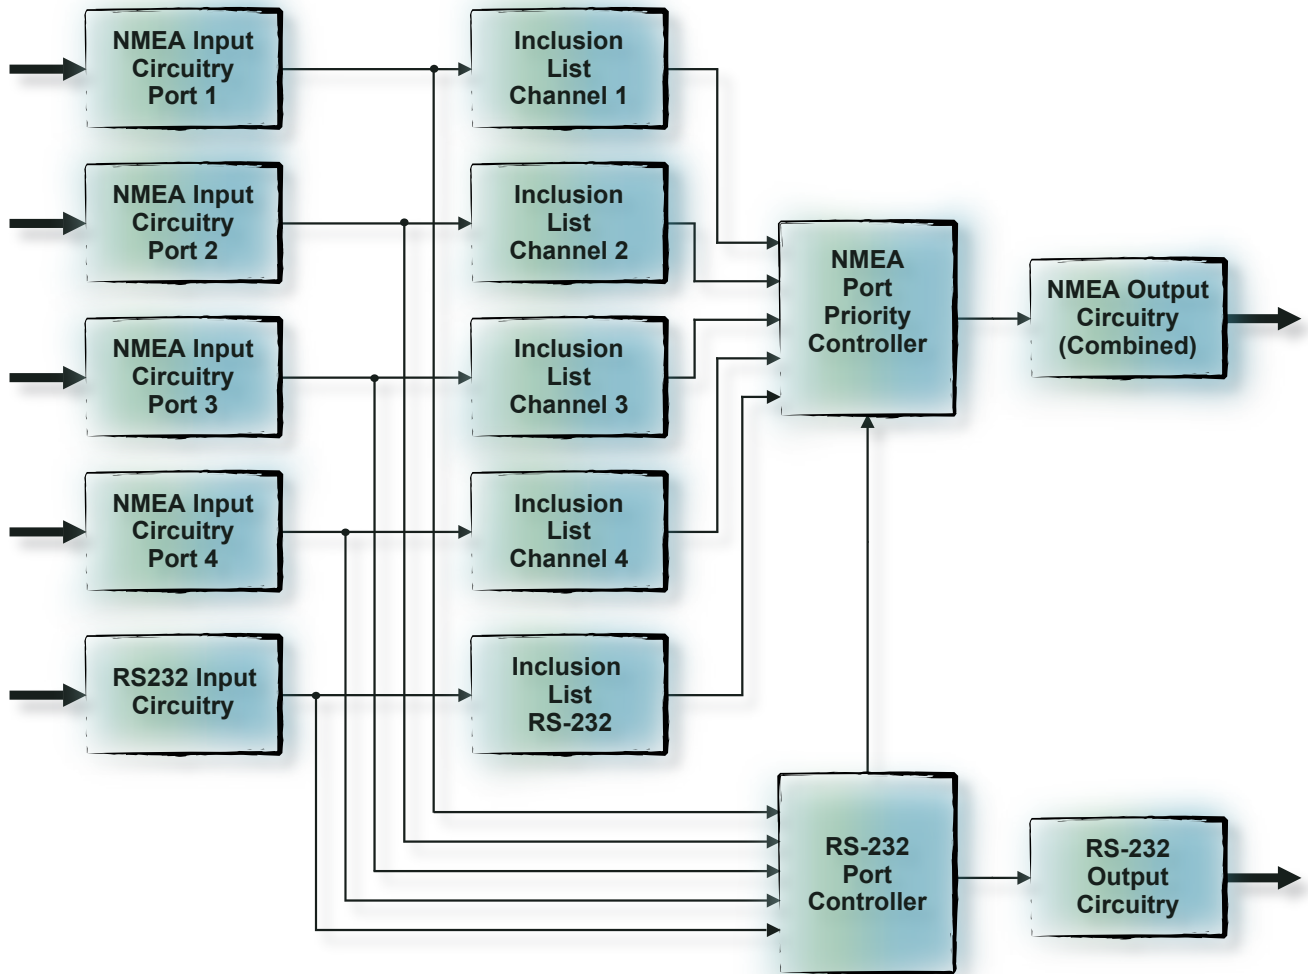 NMEA Input
Circuitry
Port 1
Inclusion
List
Channel 1
NMEA Input
Circuitry
Port 2
Inclusion
List
Channel 2
NMEA Input
Circuitry
Port 3
Inclusion
List
Channel 3
NMEA Input
Circuitry
Port 4
Inclusion
List
Channel 4
RS232 Input
Circuitry
Inclusion
List
RS-232
NMEA
Port
Priority
Controller
NMEA Output
Circuitry
(Combined)
RS-232
Port
Controller
RS-232
Output
Circuitry